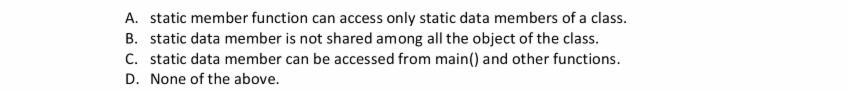 A. static member function can access only static data members of a class.
B. static data member is not shared among all the object of the class.
C. static data member can be accessed from main() and other functions.
D. None of the above.